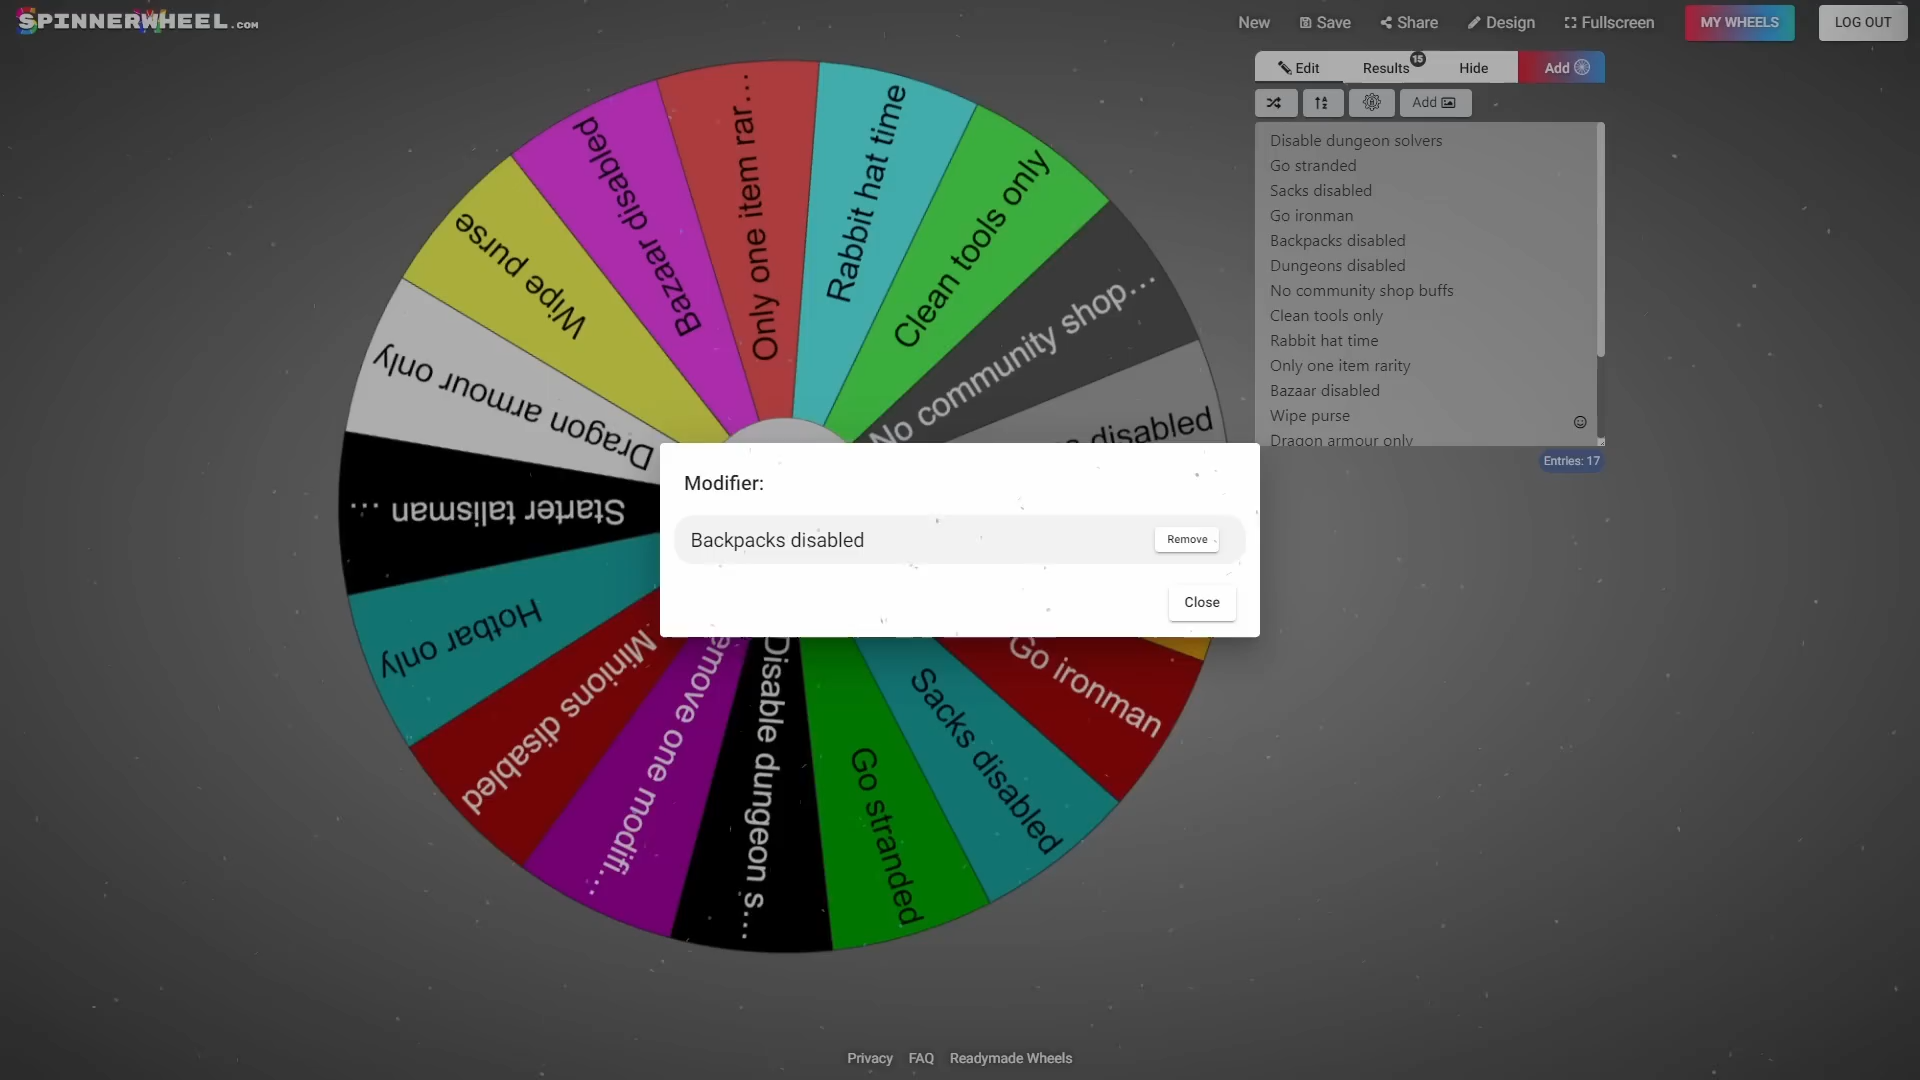 SPINNERWHEEL.COM
New
Save
Share
Design
Fullscreen
MY WHEELS
LOG OUT
Edit
Results
15
Hide
Add
Add
Disable dungeon solvers
Go stranded
Sacks disabled
Go ironman
Backpacks disabled
Dungeons disabled
No community shop buffs
Clean tools only
Rabbit hat time
Only one item rarity
Bazaar disabled
Wipe purse
Dragon armour only
Entries: 17
Only one item rar...
Rabbit hat time
Clean tools only
No community shop...
disabled
Go ironman
Sacks disabled
Go stranded
Disable dungeon s...
emove one modifi...
Minions disabled
Hotbar only
Starter talisman ...
Dragon armour only
Wipe purse
Bazaar disabled
Modifier:
Backpacks disabled
Remove
Close
Privacy
FAQ
Readymade Wheels